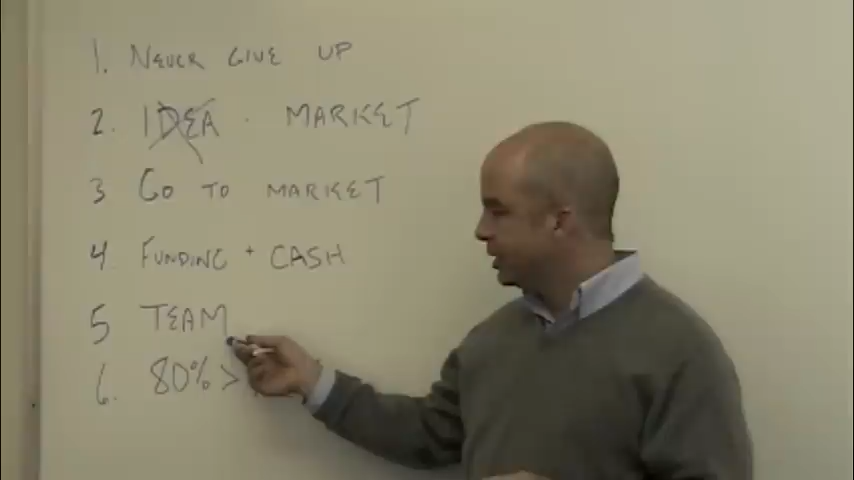 1. NEVER GIVE UP
2. IDEA . MARKET
3 GO TO MARKET
4 FUNDING + CASH
5 TEAM
6. 80% >